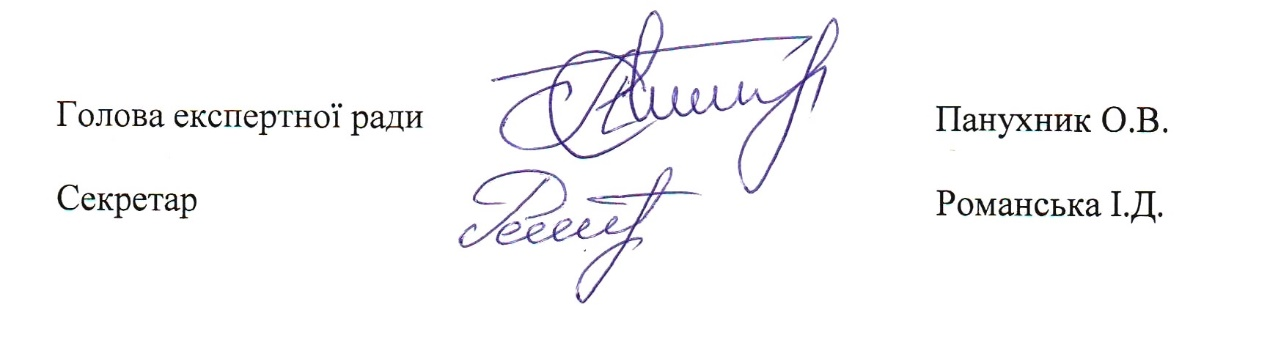 Голова експертної ради Панухник О.В.
Секретар Романська І.Д.